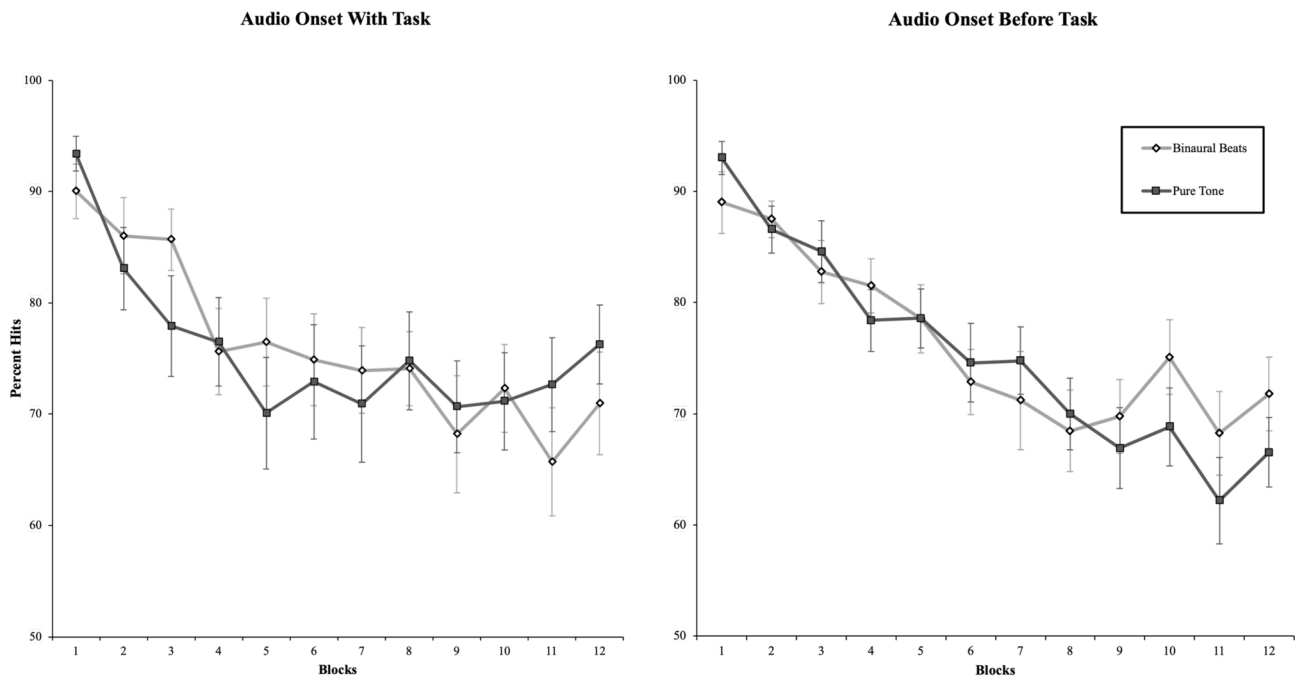 Audio Onset With Task
100
90
80
70
60
50
Percent Hits
1 2 3 4 5 6 7 8 9 10 11 12
Blocks
Audio Onset Before Task
100
90
80
70
60
50
Binaural Beats
Pure Tone
1 2 3 4 5 6 7 8 9 10 11 12
Blocks